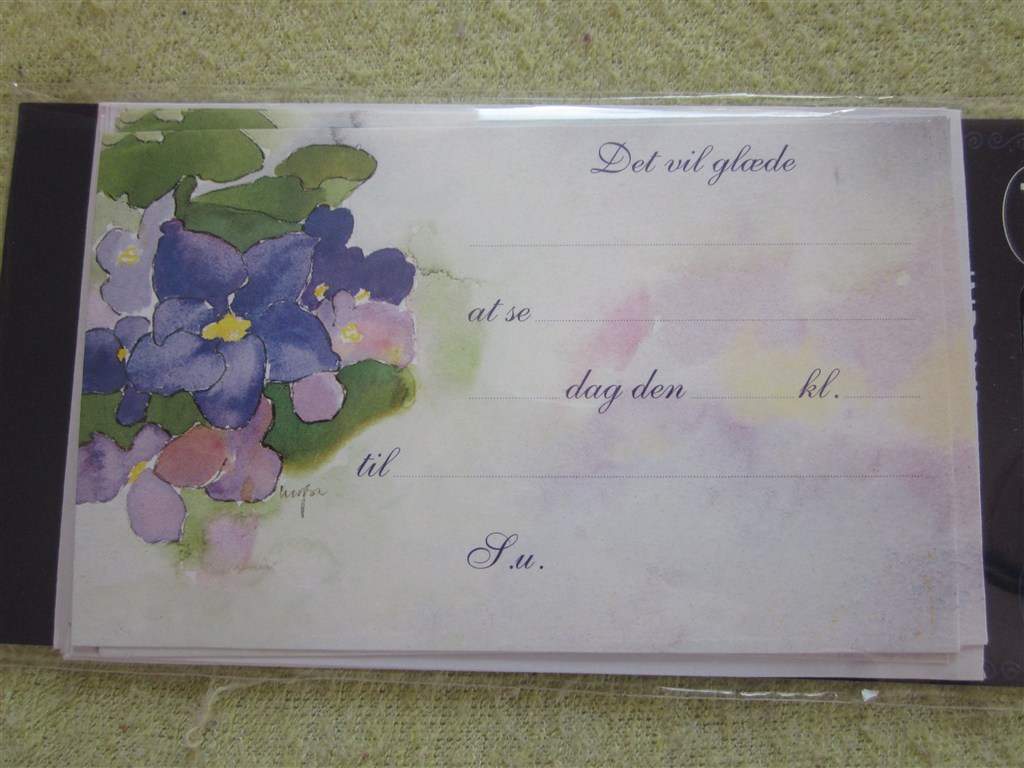 Det vil glæde
at se
dag den kl.
til
S.u.